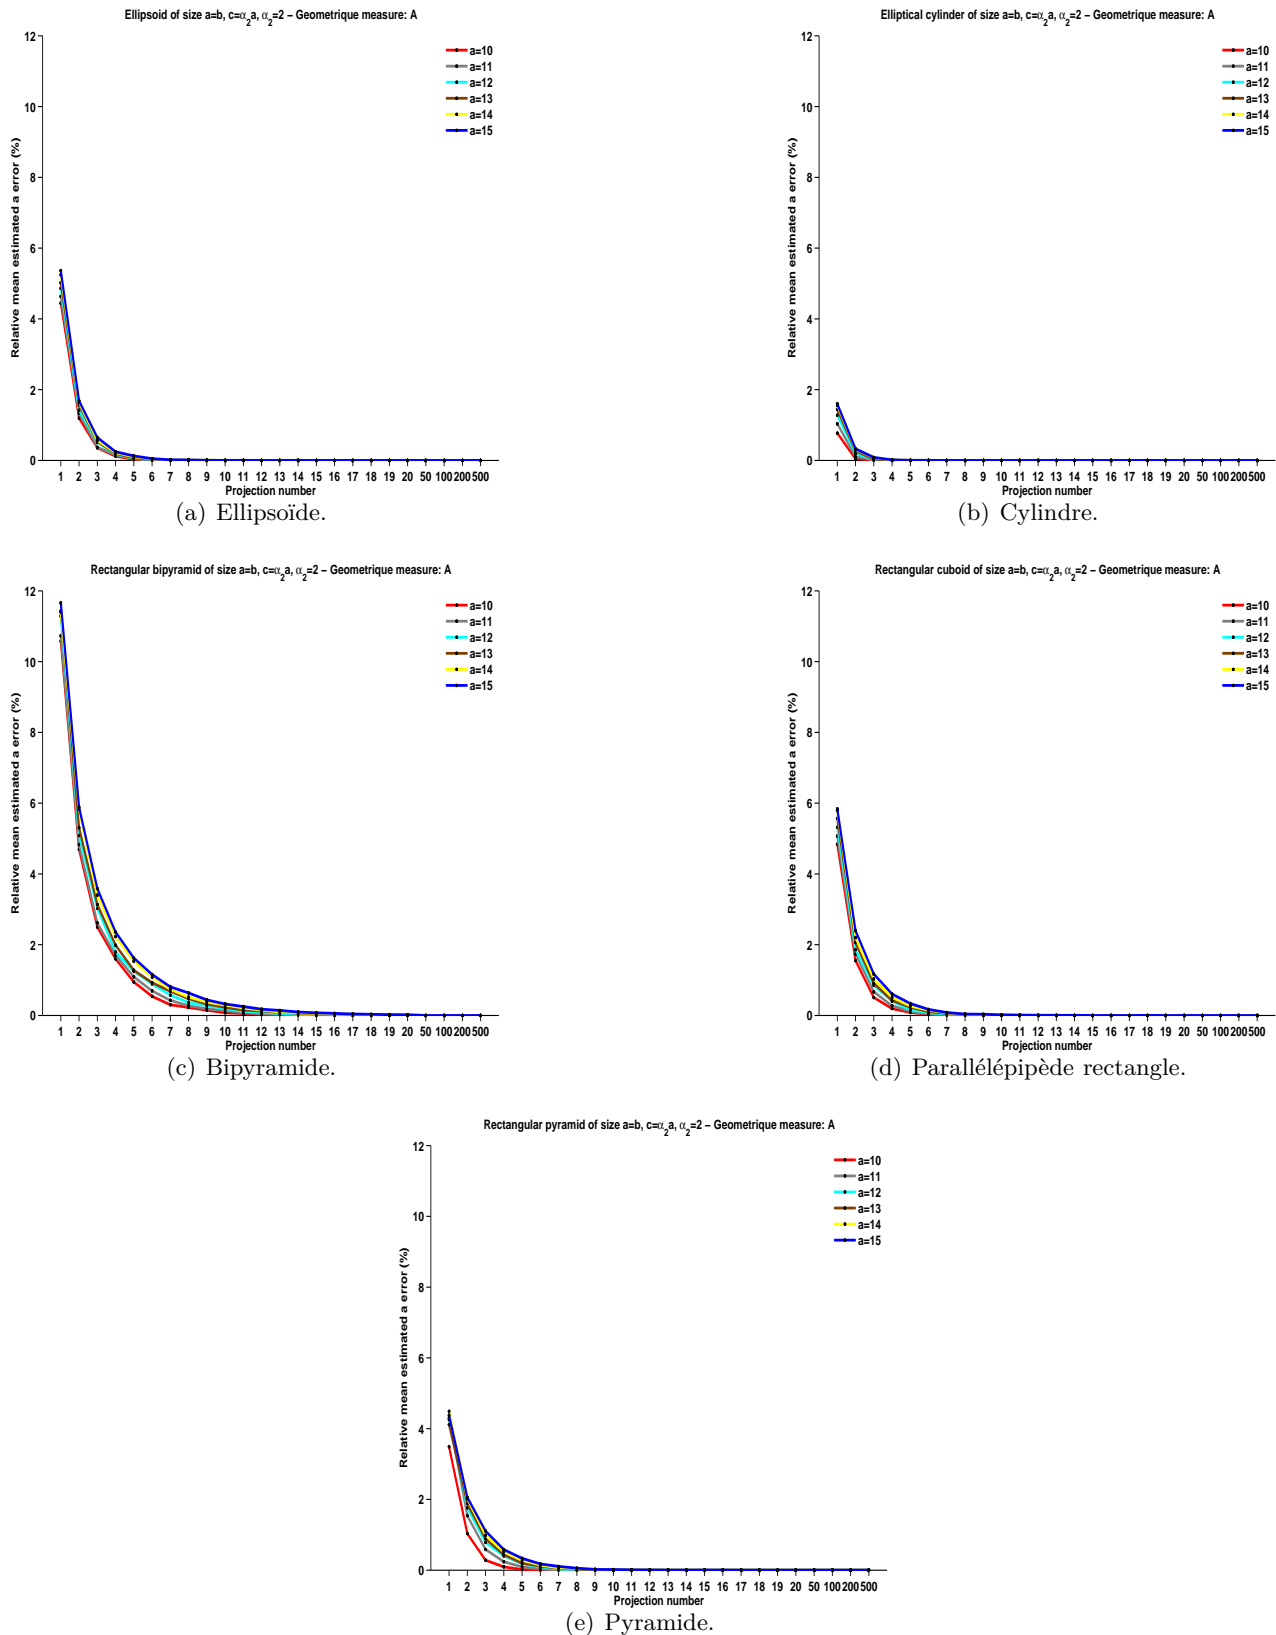 Ellipsoid of size a=b, c=α₂a, α₂=2 – Geometrique measure: A
12
10
8
6
4
2
0
Relative mean estimated a error (%)
a=10
a=11
a=12
a=13
a=14
a=15
1 2 3 4 5 6 7 8 9 10 11 12 13 14 15 16 17 18 19 20 50 100 200 500
Projection number
(a) Ellipsoïde.
Elliptical cylinder of size a=b, c=α₂a, α₂=2 – Geometrique measure: A
12
10
8
6
4
2
0
Relative mean estimated a error (%)
a=10
a=11
a=12
a=13
a=14
a=15
1 2 3 4 5 6 7 8 9 10 11 12 13 14 15 16 17 18 19 20 50 100 200 500
Projection number
(b) Cylindre.
Rectangular bipyramid of size a=b, c=α₂a, α₂=2 – Geometrique measure: A
12
10
8
6
4
2
0
Relative mean estimated a error (%)
a=10
a=11
a=12
a=13
a=14
a=15
1 2 3 4 5 6 7 8 9 10 11 12 13 14 15 16 17 18 19 20 50 100 200 500
Projection number
(c) Bipyramide.
Rectangular cuboid of size a=b, c=α₂a, α₂=2 – Geometrique measure: A
12
10
8
6
4
2
0
Relative mean estimated a error (%)
a=10
a=11
a=12
a=13
a=14
a=15
1 2 3 4 5 6 7 8 9 10 11 12 13 14 15 16 17 18 19 20 50 100 200 500
Projection number
(d) Parallélépipède rectangle.
Rectangular pyramid of size a=b, c=α₂a, α₂=2 – Geometrique measure: A
12
10
8
6
4
2
0
Relative mean estimated a error (%)
a=10
a=11
a=12
a=13
a=14
a=15
1 2 3 4 5 6 7 8 9 10 11 12 13 14 15 16 17 18 19 20 50 100 200 500
Projection number
(e) Pyramide.